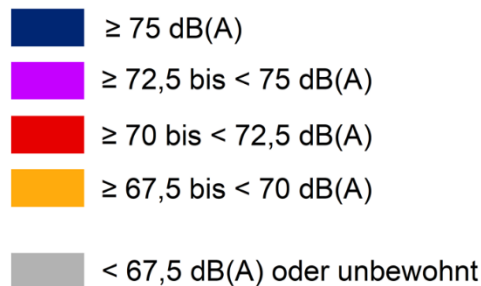 ≥ 75 dB(A)
≥ 72,5 bis < 75 dB(A)
≥ 70 bis < 72,5 dB(A)
≥ 67,5 bis < 70 dB(A)
< 67,5 dB(A) oder unbewohnt